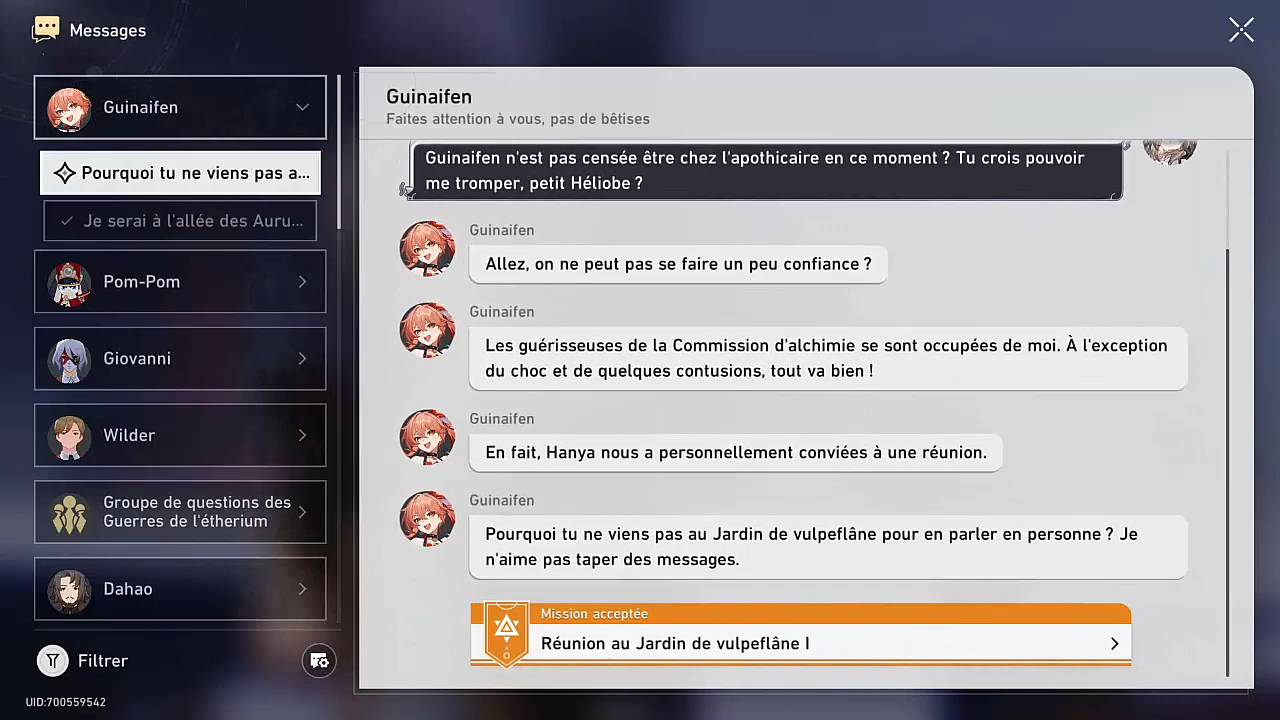 Messages
Guinaifen
Pourquoi tu ne viens pas a...
Je serai à l'allée des Auru...
Pom-Pom
Giovanni
Wilder
Groupe de questions des
Guerres de l'étherium
Dahao
Filtrer
UID:700559542
Guinaifen
Faites attention à vous, pas de bêtises
Guinaifen n'est pas censée être chez l'apothicaire en ce moment ? Tu crois pouvoir
me tromper, petit Héliobe ?
Guinaifen
Allez, on ne peut pas se faire un peu confiance ?
Guinaifen
Les guérisseuses de la Commission d'alchimie se sont occupées de moi. À l'exception
du choc et de quelques contusions, tout va bien !
Guinaifen
En fait, Hanya nous a personnellement conviées à une réunion.
Guinaifen
Pourquoi tu ne viens pas au Jardin de vulpeflâne pour en parler en personne ? Je
n'aime pas taper des messages.
Mission acceptée
Réunion au Jardin de vulpeflâne I